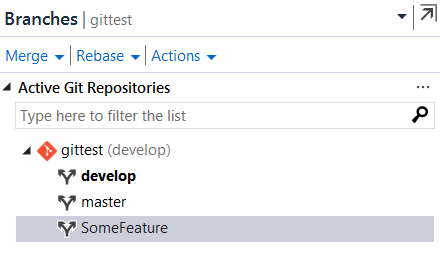 Branches | gittest
Merge Rebase Actions
Active Git Repositories ...
Type here to filter the list
gittest (develop)
develop
master
SomeFeature